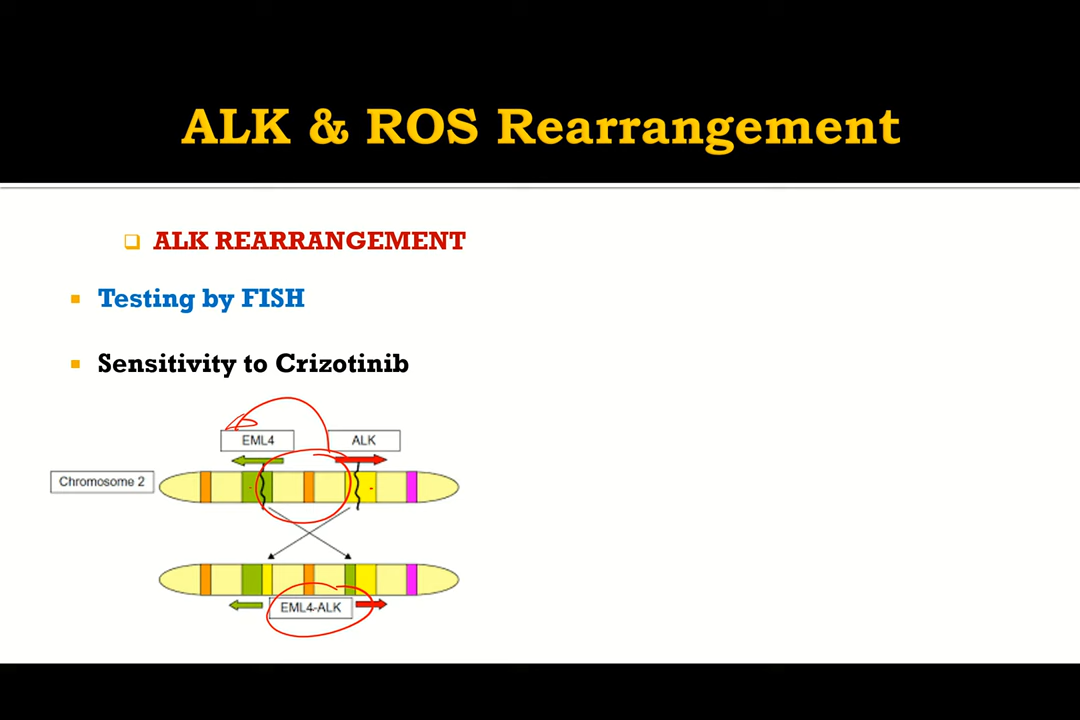 ALK & ROS Rearrangement
ALK REARRANGEMENT
Testing by FISH
Sensitivity to Crizotinib
EML4 ALK
Chromosome 2
EML4-ALK